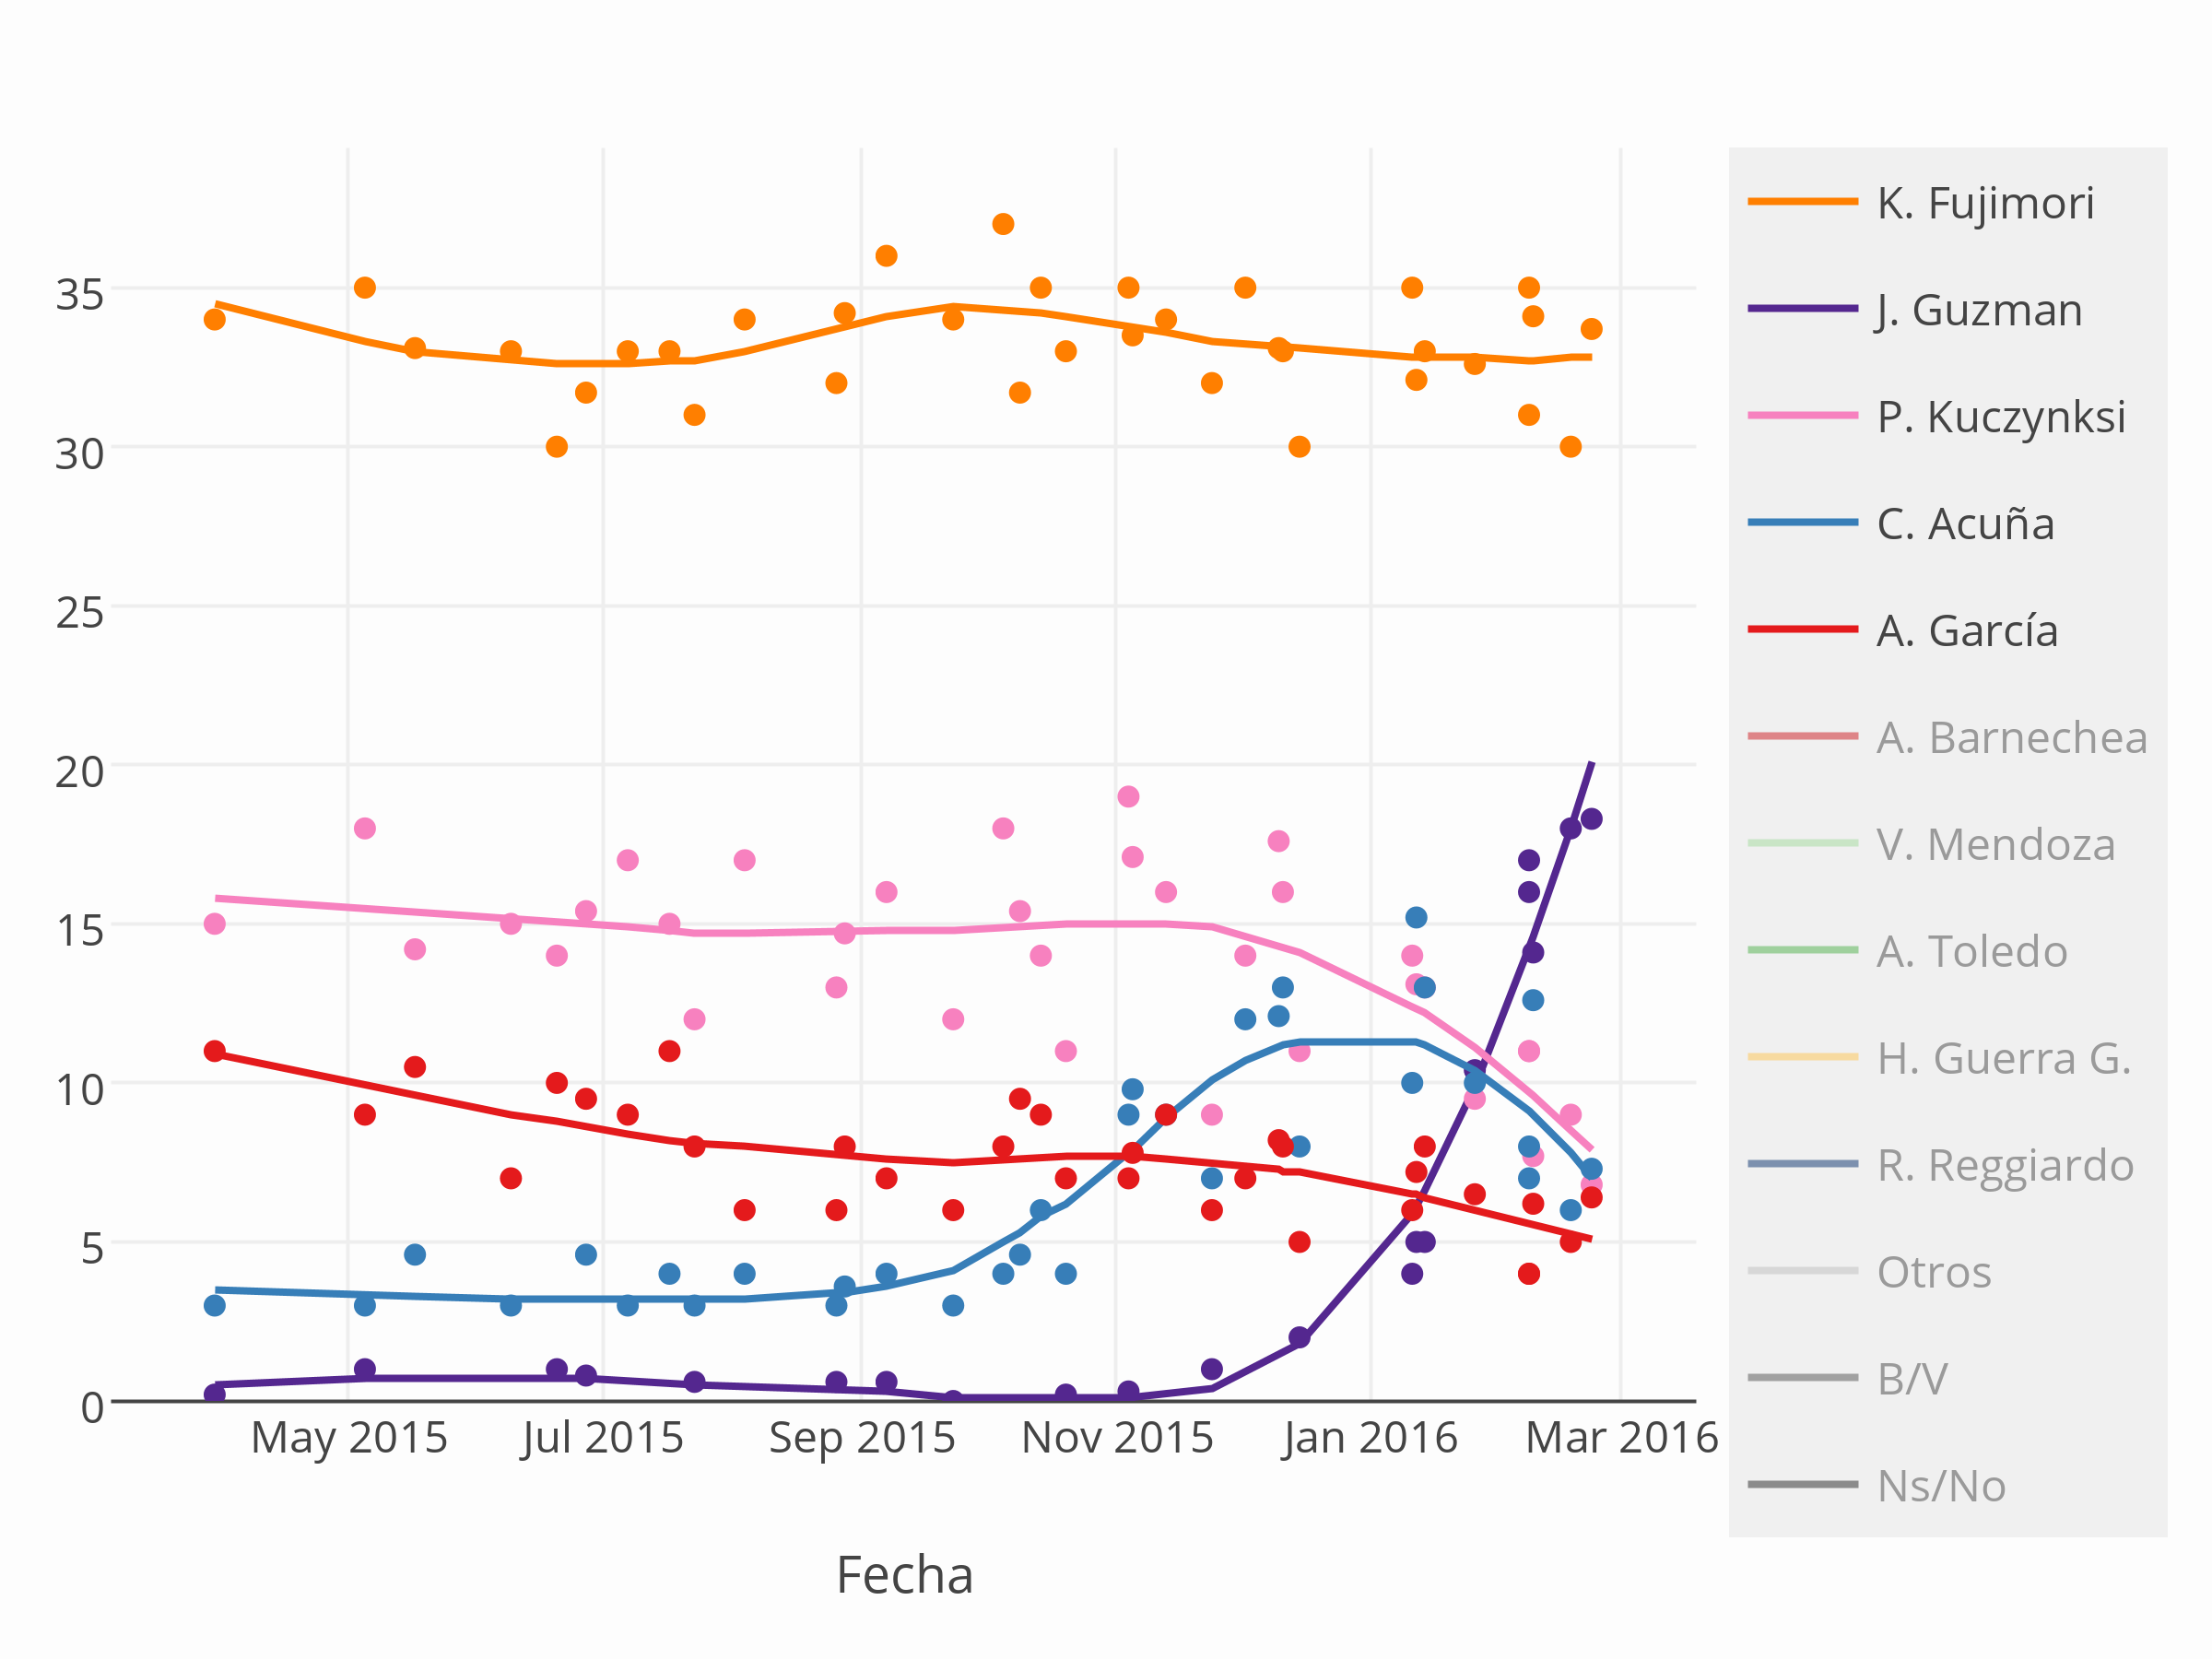 35
30
25
20
15
10
5
0
May 2015
Jul 2015
Sep 2015
Nov 2015
Jan 2016
Mar 2016
Fecha
K. Fujimori
J. Guzman
P. Kuczynksi
C. Acuña
A. García
A. Barnechea
V. Mendoza
A. Toledo
H. Guerra G.
R. Reggiardo
Otros
B/V
Ns/No